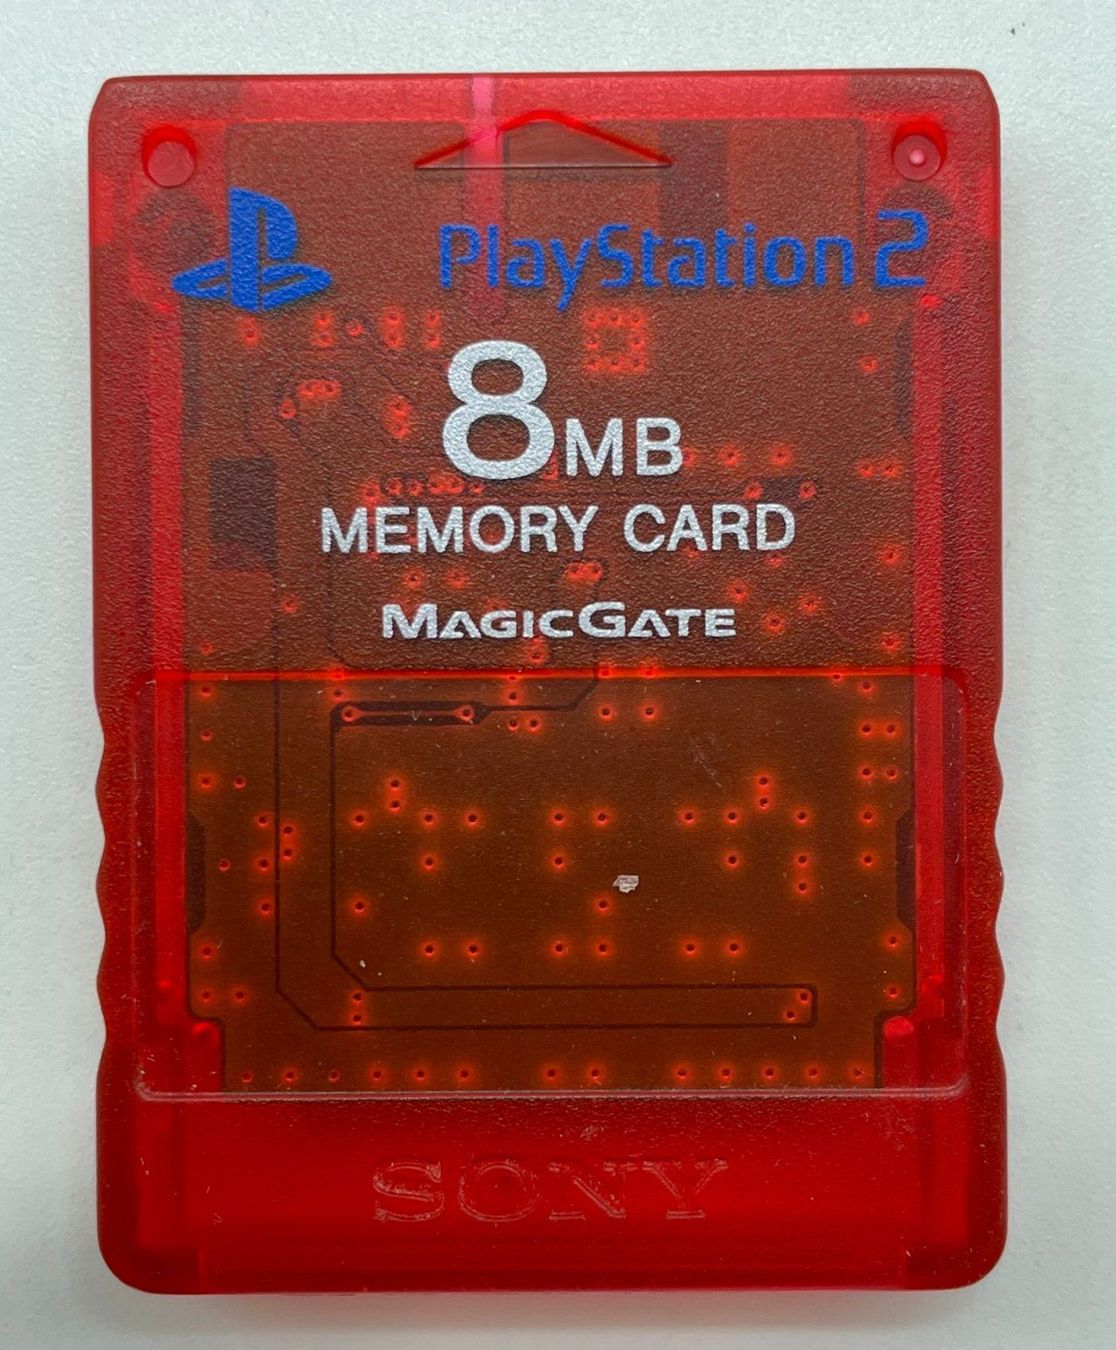 PlayStation 2
8MB
MEMORY CARD
MAGICGATE
SONY